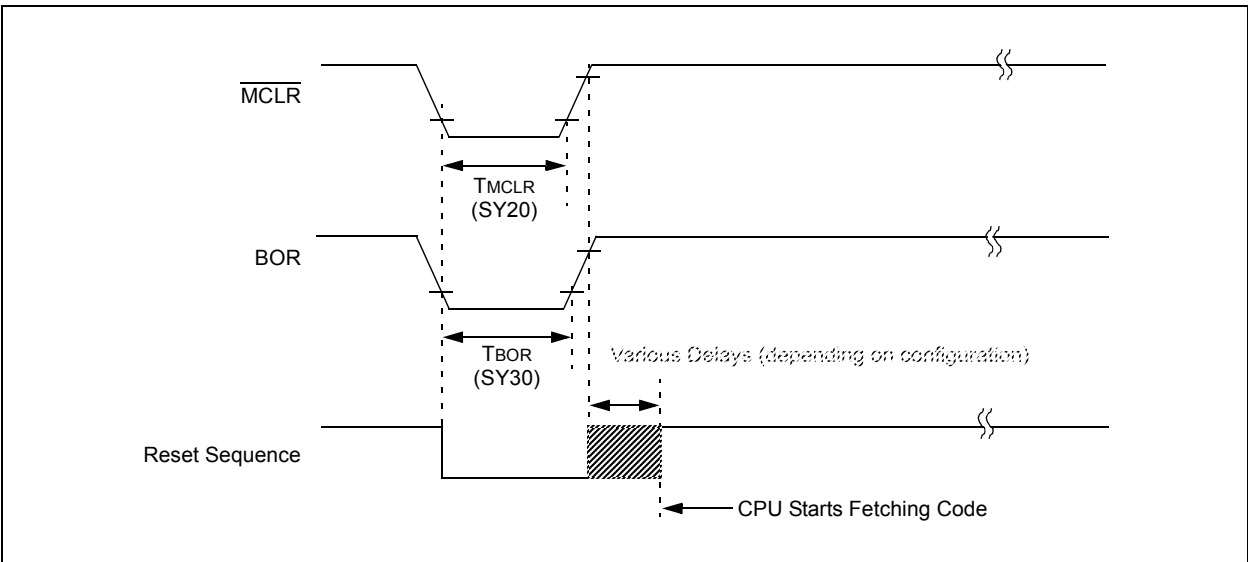 MCLR
TMCLR
(SY20)
BOR
TBOR
(SY30)
Various Delays (depending on configuration)
Reset Sequence
CPU Starts Fetching Code